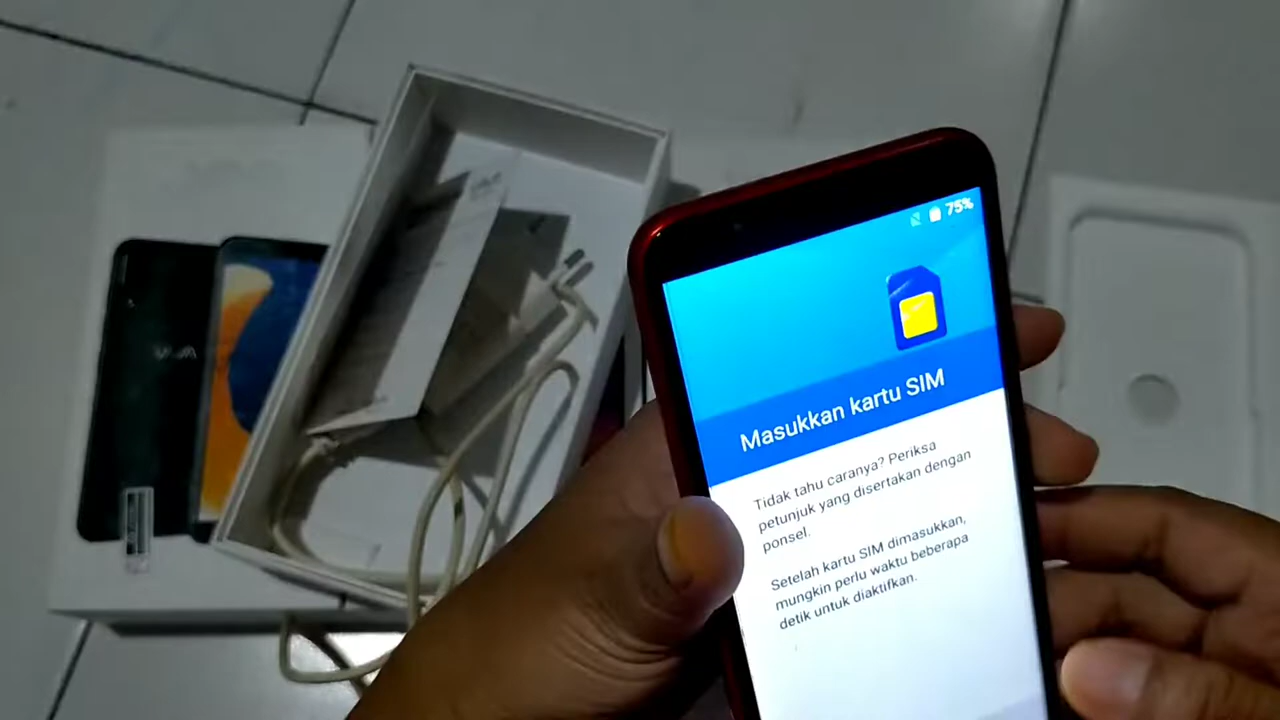 75%
Masukkan kartu SIM
Tidak tahu caranya? Periksa
petunjuk yang disertakan dengan
ponsel.
Setelah kartu SIM dimasukkan,
mungkin perlu waktu beberapa
detik untuk diaktifkan.